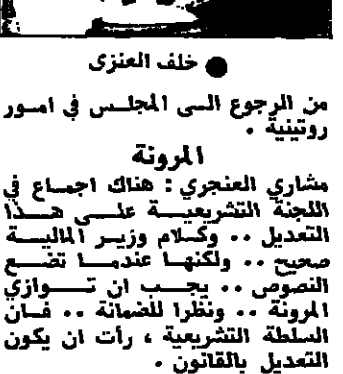 ● خلف العنزى
من الرجوع الى المجلس في امور
روتينية .
المرونة
مشاري العنجري : هناك اجماع في
اللجنة التشريعية على هذا
التعديل .. وكلام وزير المالية
صحيح .. ولكنها عندما تضع
النصوص .. يجب ان توازي
المرونة .. ونظرا للضمانة .. فان
السلطة التشريعية ، رأت ان يكون
التعديل بالقانون .